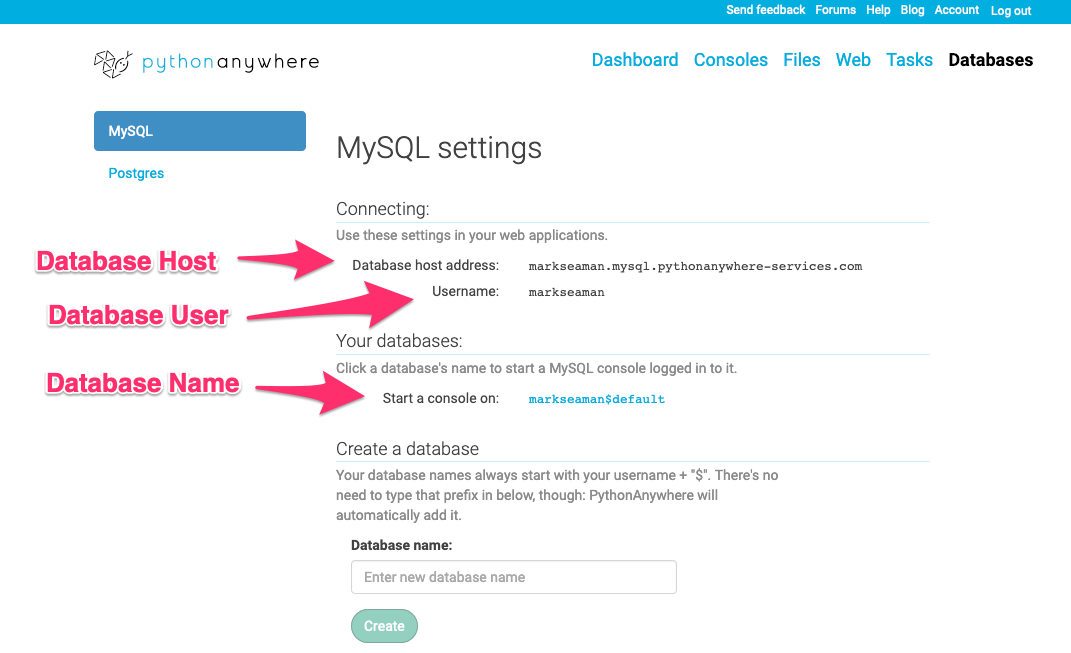 Send feedback Forums Help Blog Account Log out
pythonanywhere
Dashboard Consoles Files Web Tasks Databases
MySQL
Postgres
MySQL settings
Connecting:
Use these settings in your web applications.
Database Host
Database host address: markseaman.mysql.pythonanywhere-services.com
Database User
Username: markseaman
Your databases:
Click a database's name to start a MySQL console logged in to it.
Database Name
Start a console on: markseaman$default
Create a database
Your database names always start with your username + "$". There's no
need to type that prefix in below, though: PythonAnywhere will
automatically add it.
Database name:
Enter new database name
Create